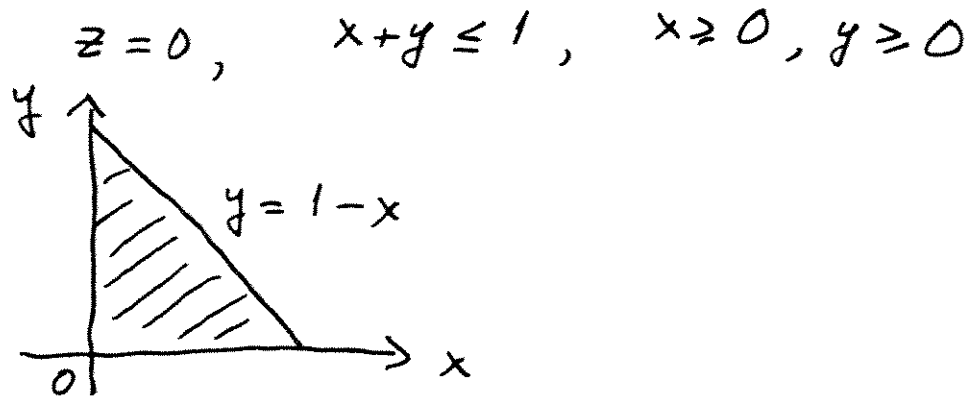 z = 0, x + y ≤ 1, x ≥ 0, y ≥ 0
y
y = 1 - x
0
x